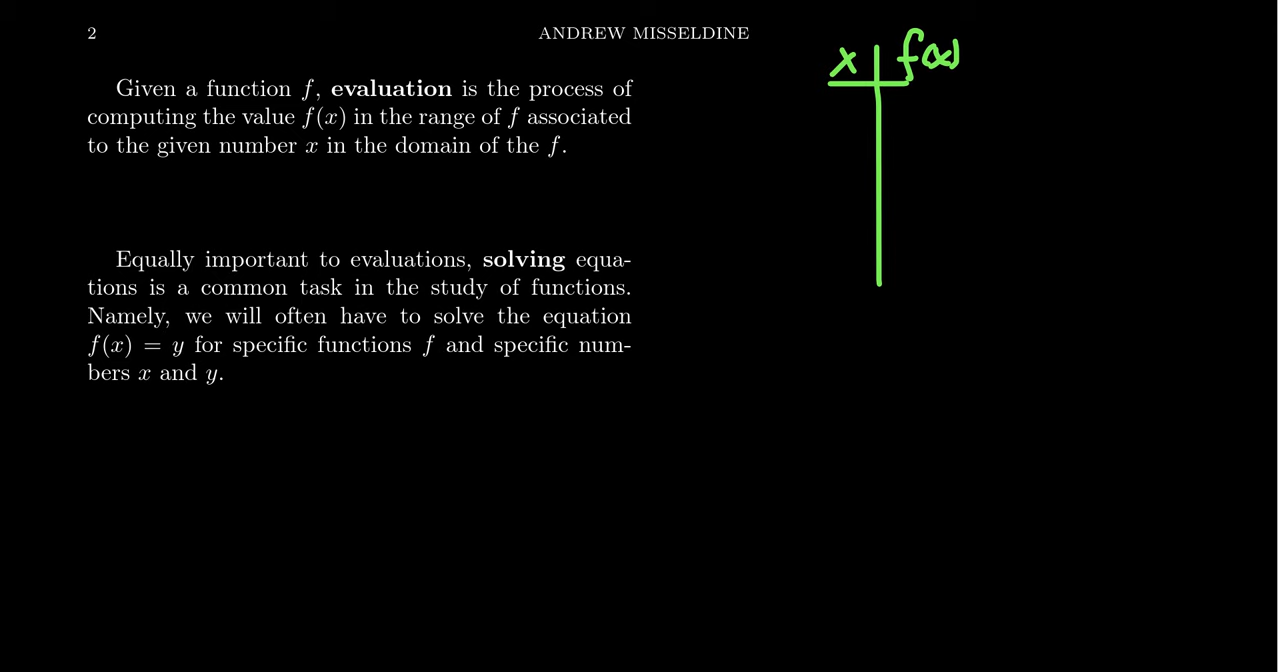 2 ANDREW MISSELDINE
Given a function f, evaluation is the process of
computing the value f(x) in the range of f associated
to the given number x in the domain of the f.
Equally important to evaluations, solving equa-
tions is a common task in the study of functions.
Namely, we will often have to solve the equation
f(x) = y for specific functions f and specific num-
bers x and y.
x f(x)